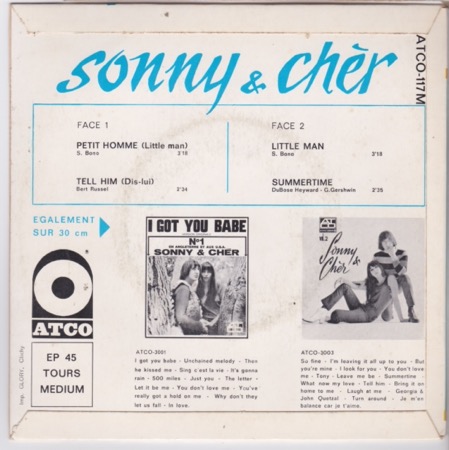 sonny & chèr
ATCO-117M
FACE 1
PETIT HOMME (Little man)
S. Bono 2'18
TELL HIM (Dis-lui)
Bert Russel 2'24
FACE 2
LITTLE MAN
S. Bono 2'18
SUMMERTIME
DuBose Heyward - G.Gershwin 2'25
EGALEMENT
SUR 30 cm
ATCO
EP 45
TOURS
MEDIUM
Imp. GLORY, Clichy
I GOT YOU BABE
No 1
EN ANGLETERRE ET AUX U.S.A.
SONNY & CHER
ATCO-3001
I got you babe - Unchained melody - Then
he kissed me - Sing c'est la vie - It's gonna
rain - 500 miles - Just you - The letter -
Let it be me - You don't love me - You've
really got a hold on me - Why don't they
let us fall - In love.
Sonny
& Chèr
ATCO-3003
So fine - I'm leaving it all up to you - But
you're mine - I look for you - You don't love
me - Tony - Leave me be - Summertime -
What now my love - Tell him - Bring it on
home to me - Laugh at me - Georgia &
John Quetzal - Turn around - Je m'en
balance car je t'aime.